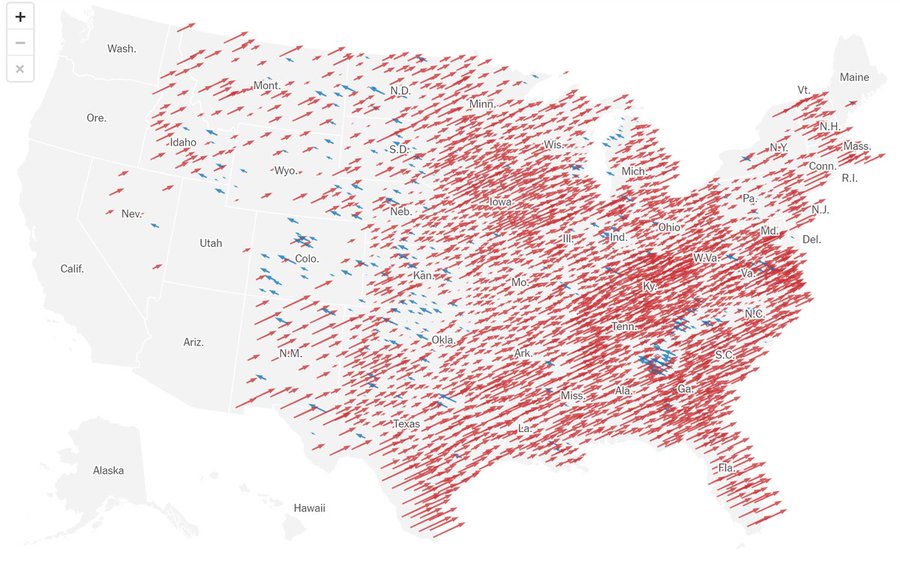 +
−
×
Wash.
Ore.
Calif.
Nev.
Idaho
Mont.
Wyo.
Utah
Ariz.
Colo.
N.M.
N.D.
S.D.
Neb.
Kan.
Okla.
Texas
Minn.
Iowa
Mo.
Ark.
La.
Wis.
Ill.
Ind.
Mich.
Ohio
Ky.
Tenn.
Miss.
Ala.
Ga.
Fla.
S.C.
N.C.
Va.
W.Va.
Md.
Del.
Pa.
N.J.
N.Y.
Conn.
R.I.
Mass.
Vt.
N.H.
Maine
Alaska
Hawaii